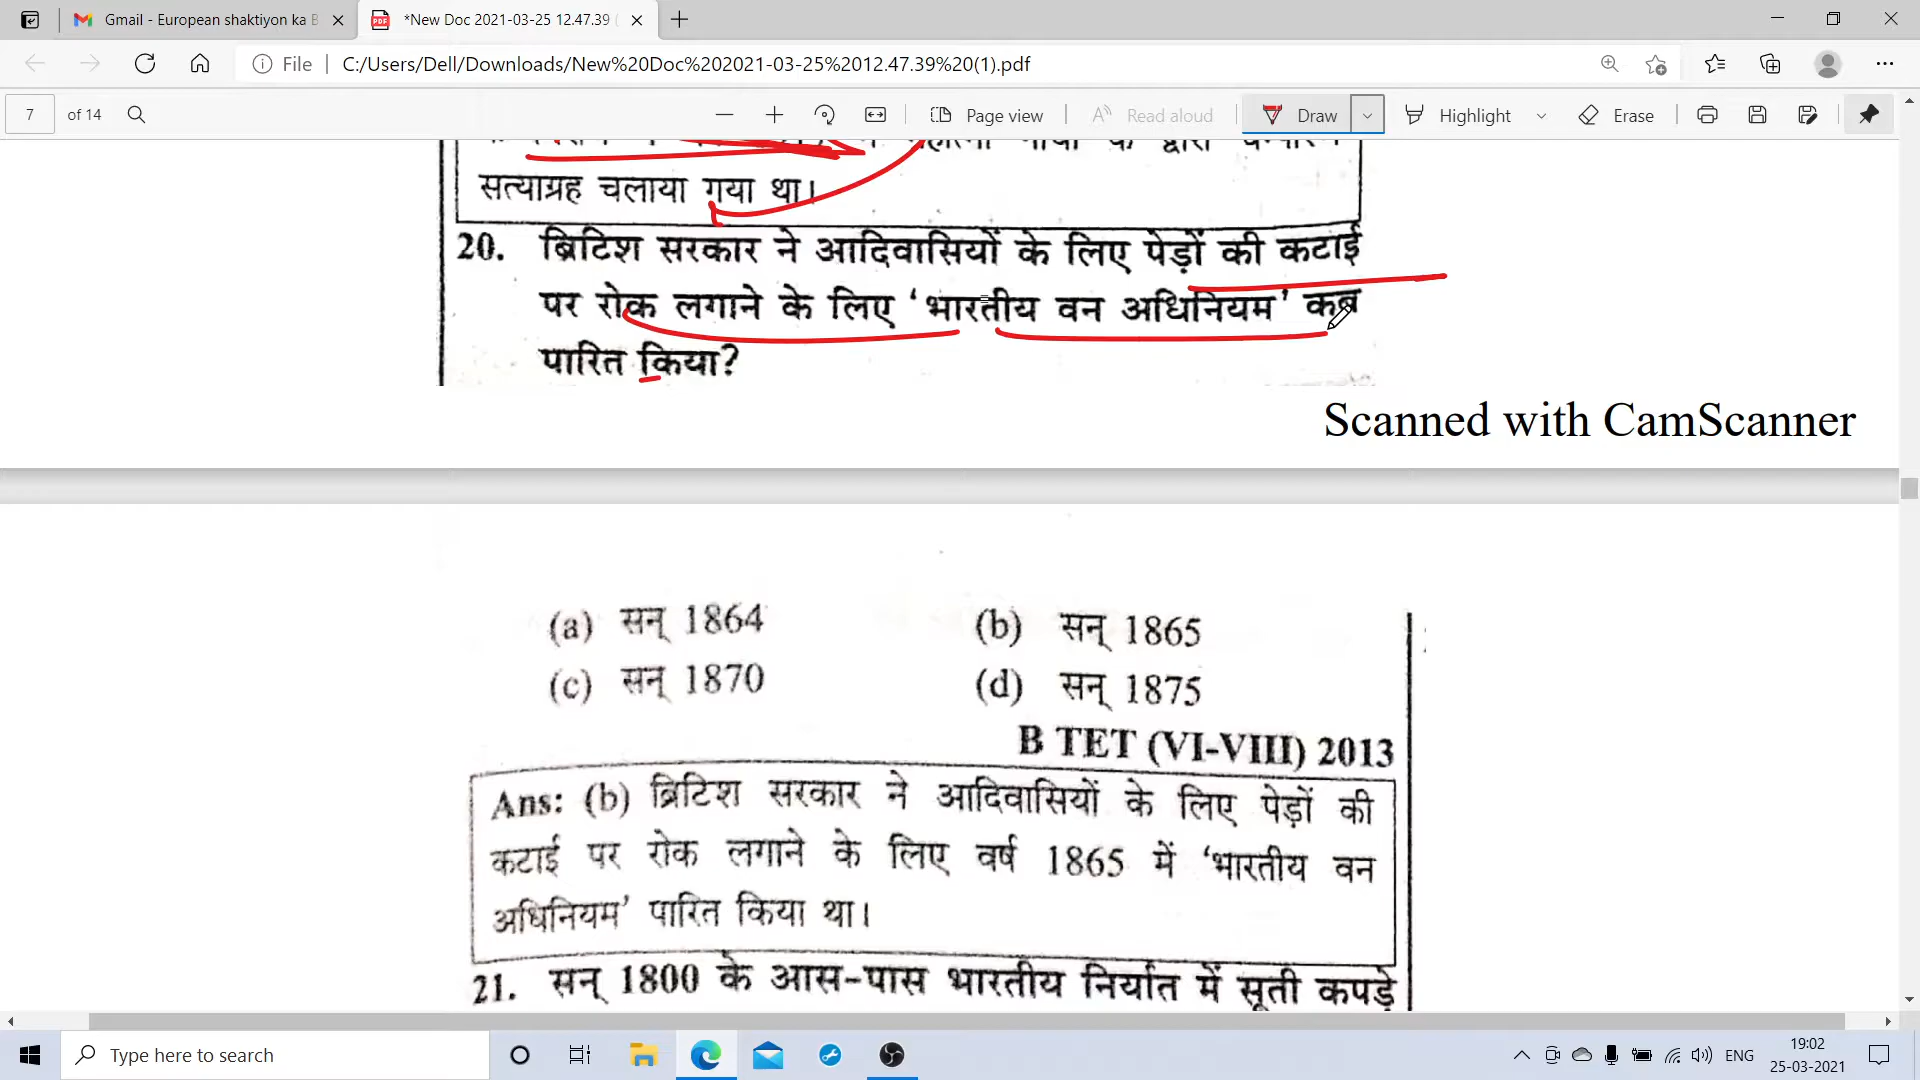 Gmail - European shaktiyon ka B
*New Doc 2021-03-25 12.47.39 (
File
C:/Users/Dell/Downloads/New%20Doc%202021-03-25%2012.47.39%20(1).pdf
7 of 14
Page view
Read aloud
Draw
Highlight
Erase
के द्वारा
सत्याग्रह चलाया गया था।
20. ब्रिटिश सरकार ने आदिवासियों के लिए पेड़ों की कटाई
पर रोक लगाने के लिए ‘भारतीय वन अधिनियम’ कब
पारित किया?
Scanned with CamScanner
(a) सन् 1864 (b) सन् 1865
(c) सन् 1870 (d) सन् 1875
B TET (VI-VIII) 2013
Ans: (b) ब्रिटिश सरकार ने आदिवासियों के लिए पेड़ों की
कटाई पर रोक लगाने के लिए वर्ष 1865 में ‘भारतीय वन
अधिनियम’ पारित किया था।
21. सन् 1800 के आस-पास भारतीय निर्यात में सूती कपड़े
Type here to search
ENG
19:02
25-03-2021